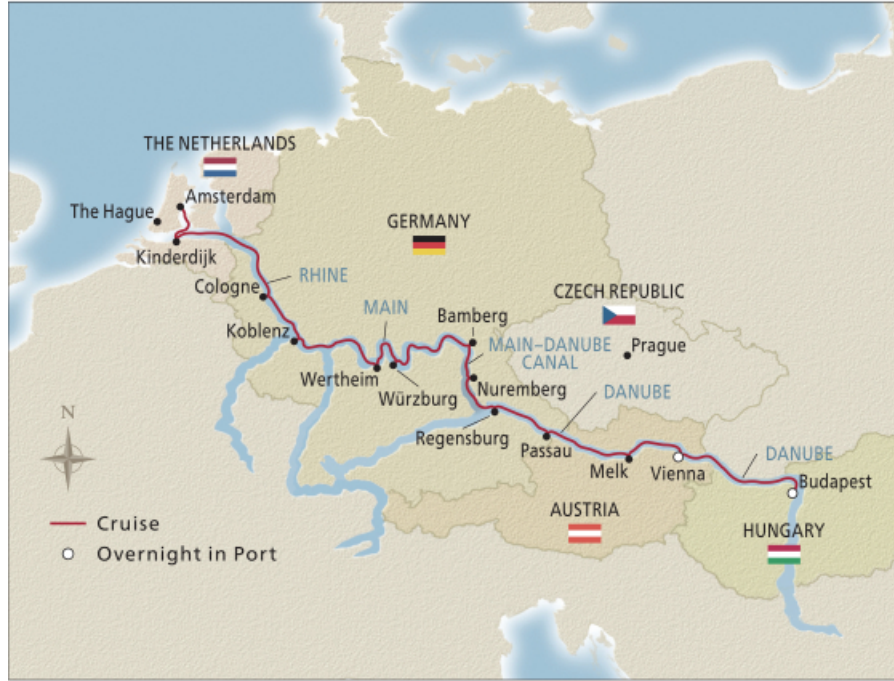 THE NETHERLANDS
Amsterdam
The Hague
Kinderdijk
GERMANY
RHINE
Cologne
CZECH REPUBLIC
MAIN
Bamberg
Koblenz
MAIN–DANUBE
CANAL
Prague
Wertheim
Würzburg
Nuremberg
DANUBE
N
Regensburg
Passau
Melk
Vienna
DANUBE
Budapest
AUSTRIA
HUNGARY
Cruise
Overnight in Port